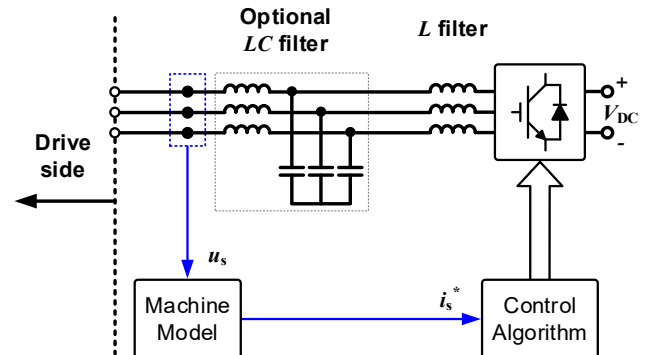 Optional
LC filter
L filter
+
V_DC
-
Drive
side
u_s
i_s^*
Machine
Model
Control
Algorithm